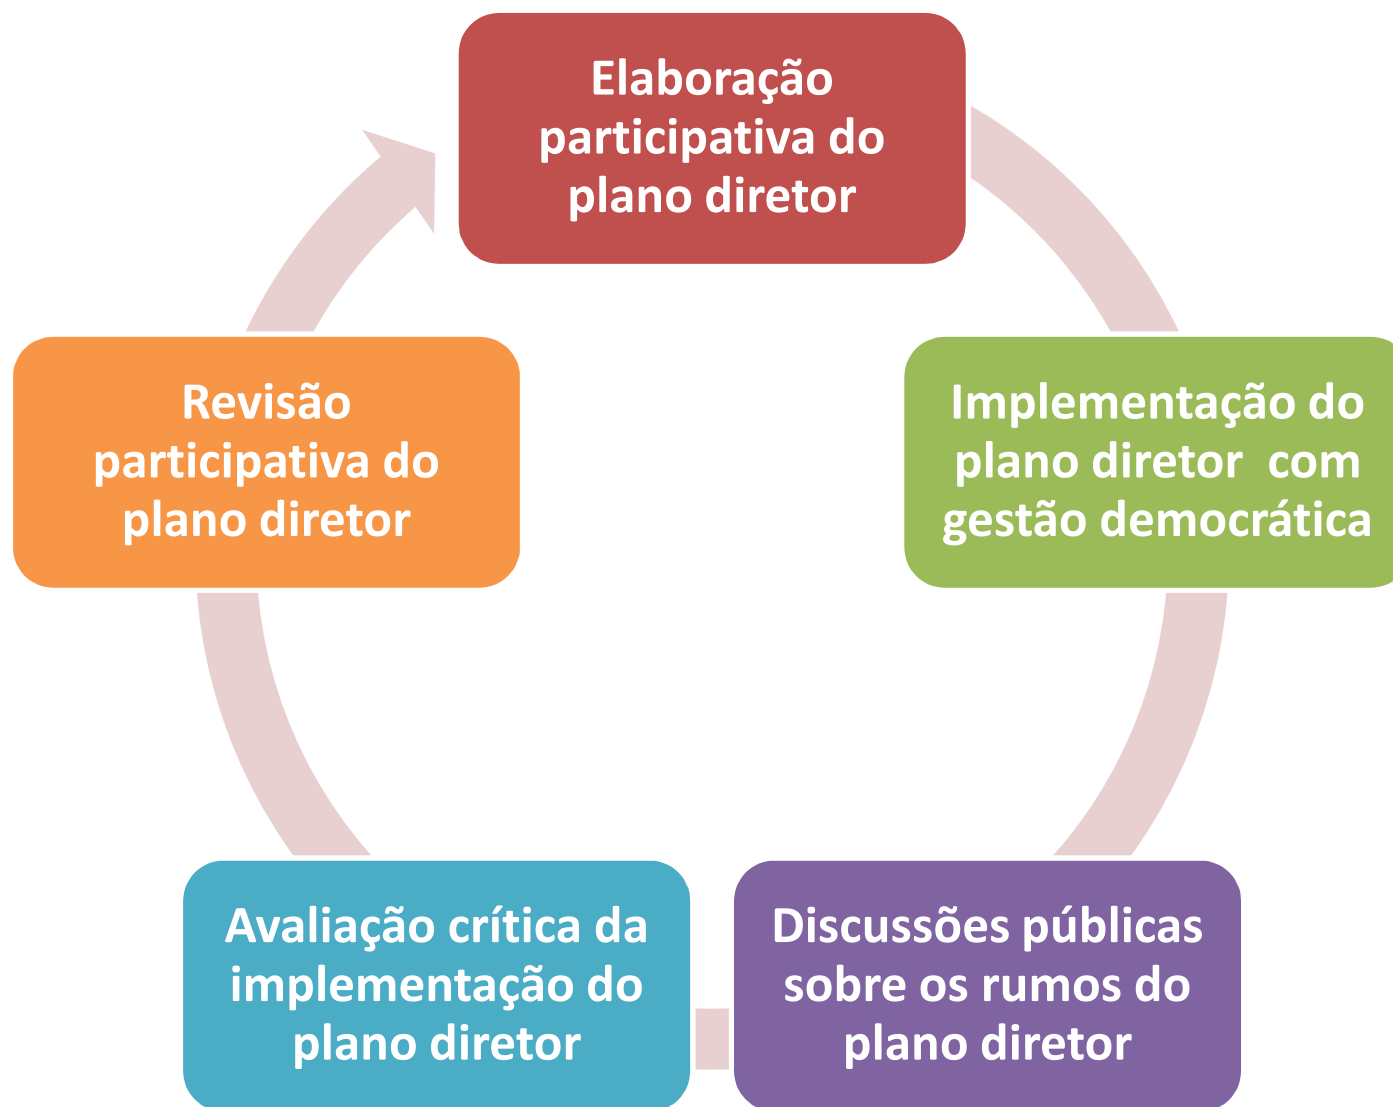 Elaboração
participativa do
plano diretor
Implementação do
plano diretor  com
gestão democrática
Discussões públicas
sobre os rumos do
plano diretor
Avaliação crítica da
implementação do
plano diretor
Revisão
participativa do
plano diretor